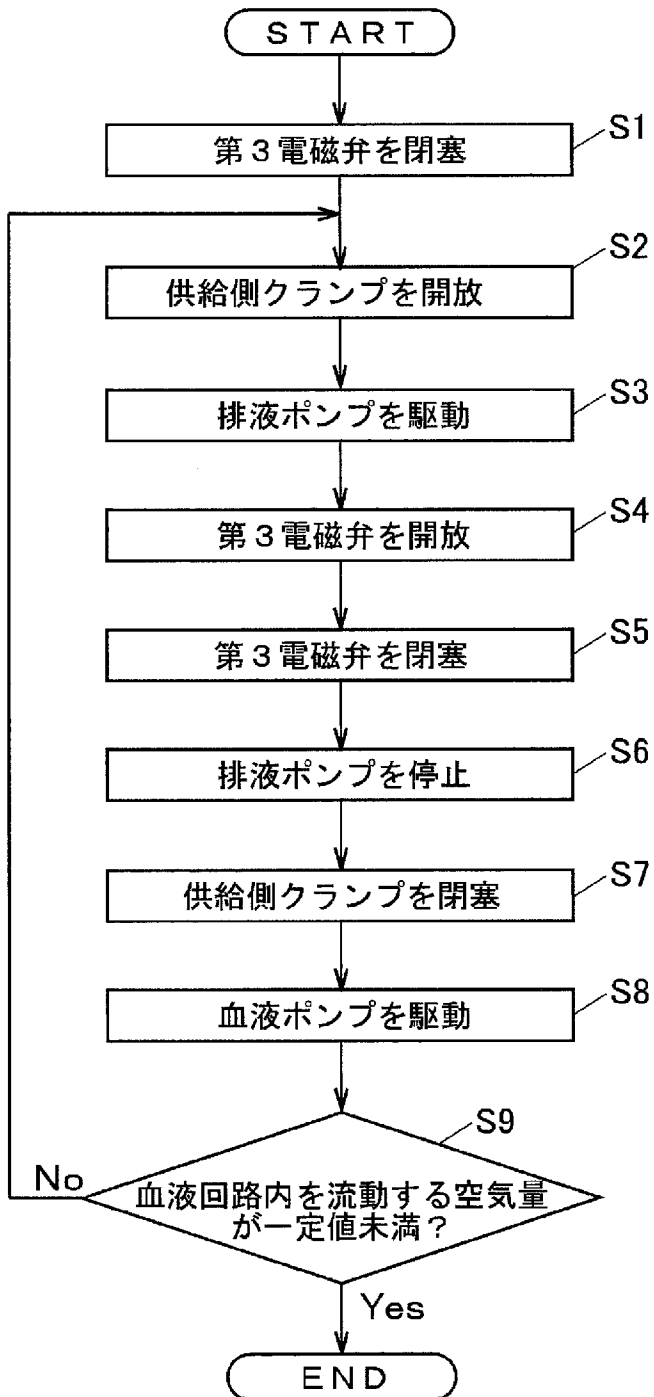 START
第3電磁弁を閉塞
S1
供給側クランプを開放
S2
排液ポンプを駆動
S3
第3電磁弁を開放
S4
第3電磁弁を閉塞
S5
排液ポンプを停止
S6
供給側クランプを閉塞
S7
血液ポンプを駆動
S8
S9
No
血液回路内を流動する空気量
が一定値未満？
Yes
END